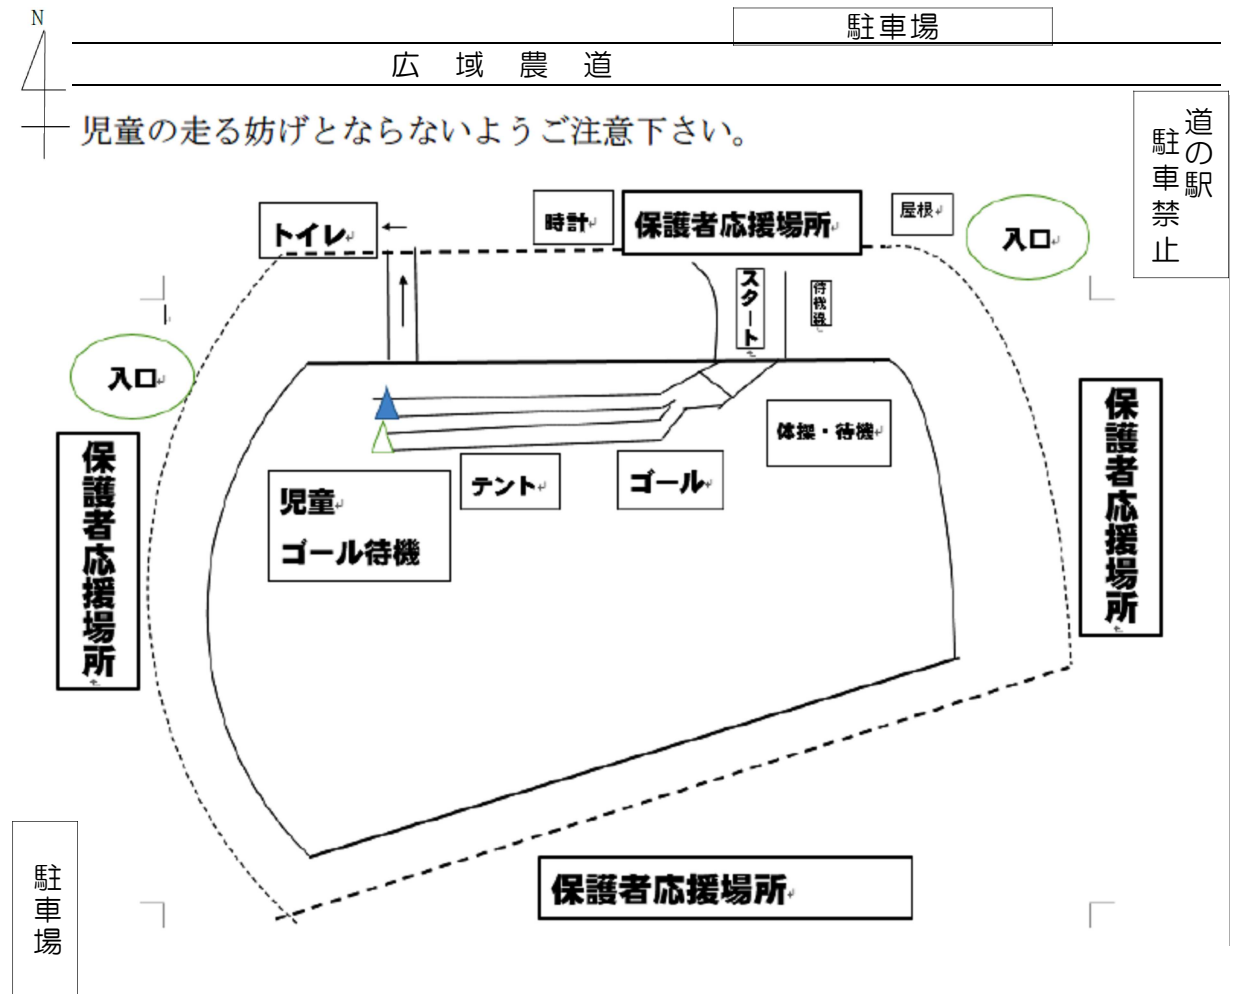 N
駐車場
広域農道
児童の走る妨げとならないようご注意下さい。
道の駅
駐車禁止
トイレ
時計
保護者応援場所
屋根
入口
スタート
待機線
入口
保護者応援場所
体操・待機
保護者応援場所
児童
ゴール待機
テント
ゴール
保護者応援場所
駐車場